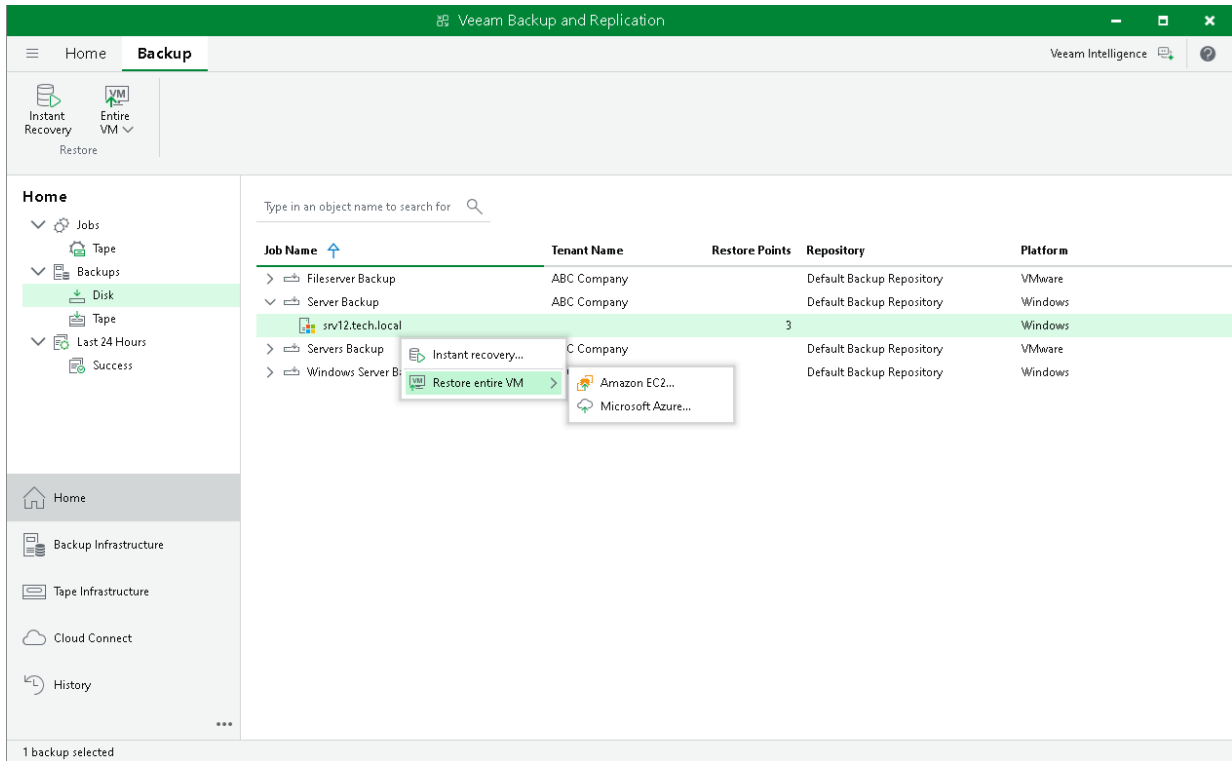 Veeam Backup and Replication
Home Backup Veeam Intelligence
Instant Recovery
Entire VM
Restore
Home
Jobs
Tape
Backups
Disk
Tape
Last 24 Hours
Success
Type in an object name to search for
Job Name Tenant Name Restore Points Repository Platform
Fileserver Backup ABC Company Default Backup Repository VMware
Server Backup ABC Company Default Backup Repository Windows
srv12.tech.local 3 Windows
Servers Backup C Company Default Backup Repository VMware
Windows Server B Default Backup Repository Windows
Instant recovery...
Restore entire VM
Amazon EC2...
Microsoft Azure...
Home
Backup Infrastructure
Tape Infrastructure
Cloud Connect
History
1 backup selected